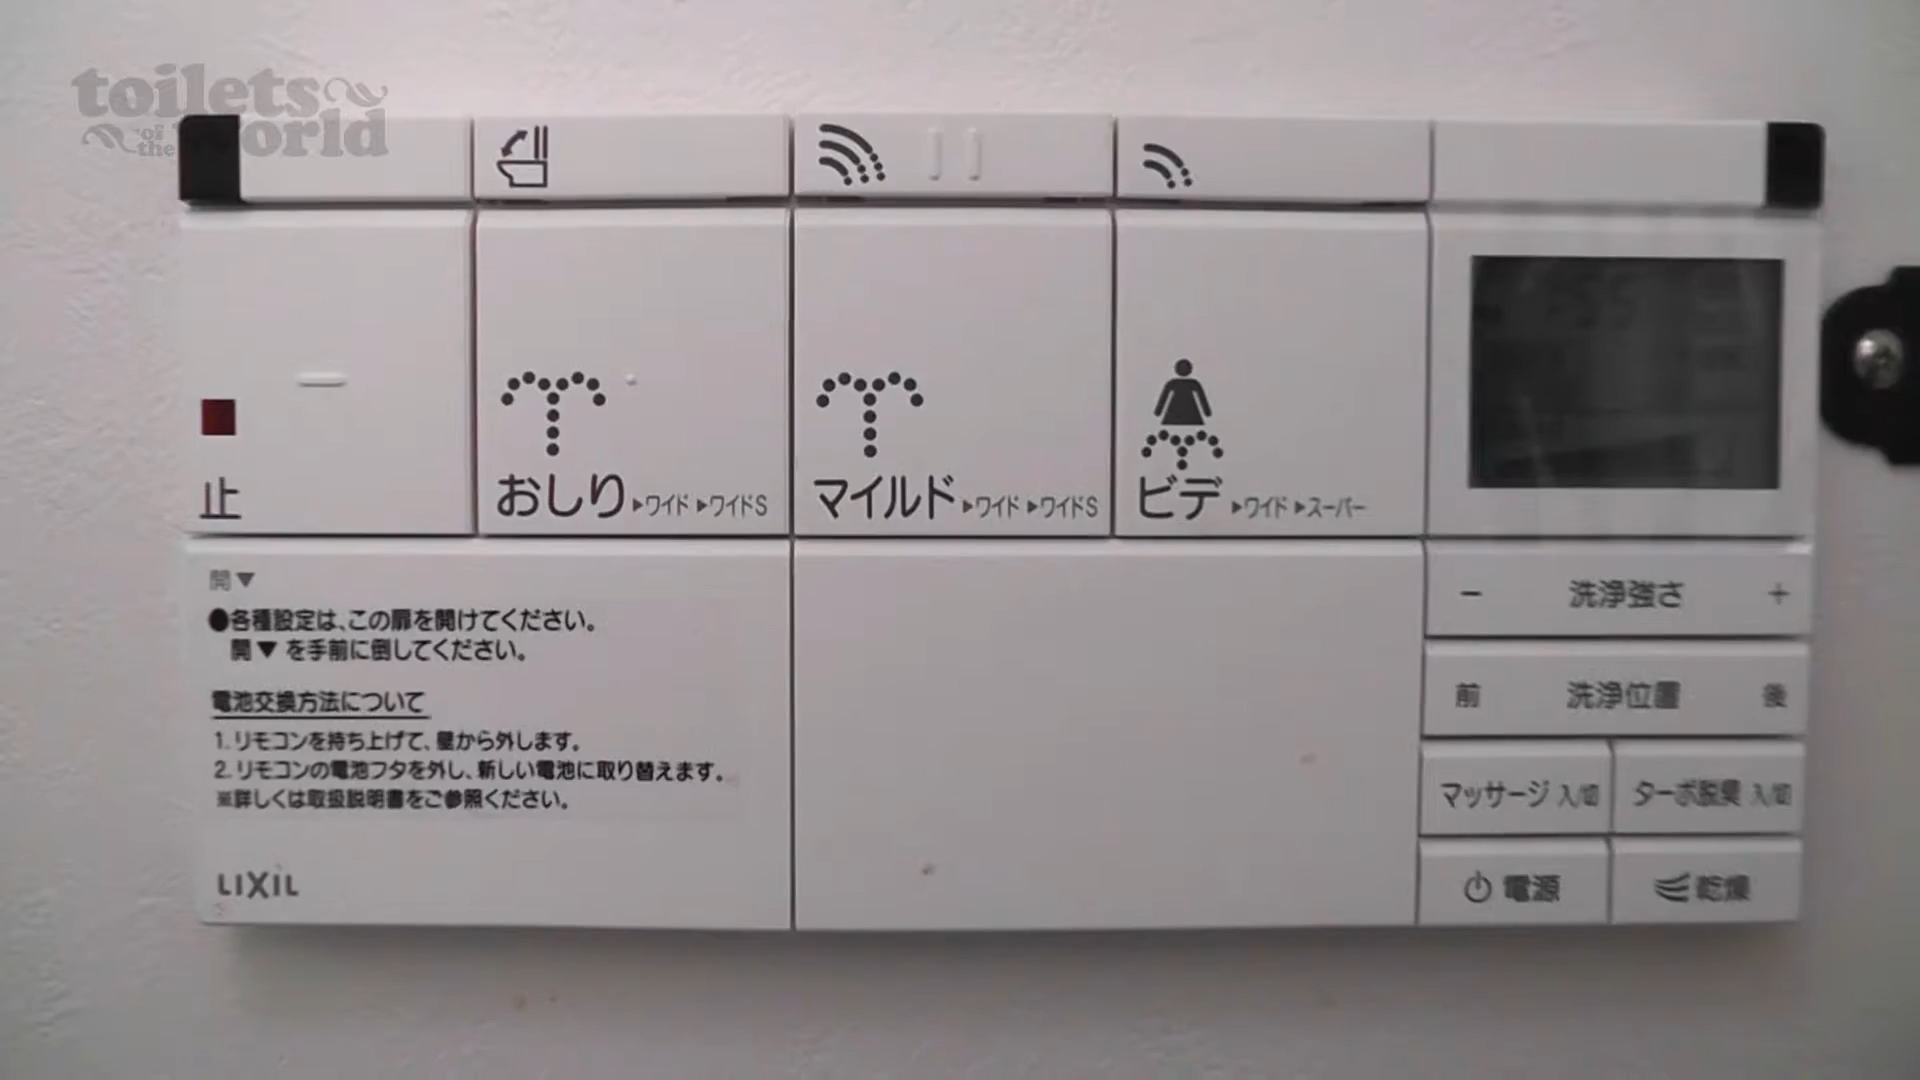 toilets
of the world
止
おしり ▶ワイド ▶ワイドS
マイルド ▶ワイド ▶ワイドS
ビデ ▶ワイド ▶スーパー
開▼
●各種設定は、この扉を開けてください。
開▼を手前に倒してください。
電池交換方法について
1. リモコンを持ち上げて、壁から外します。
2. リモコンの電池フタを外し、新しい電池に取り替えます。
※詳しくは取扱説明書をご参照ください。
LIXIL
− 洗浄強さ +
前 洗浄位置 後
マッサージ 入/切
ターボ脱臭 入/切
電源
乾燥